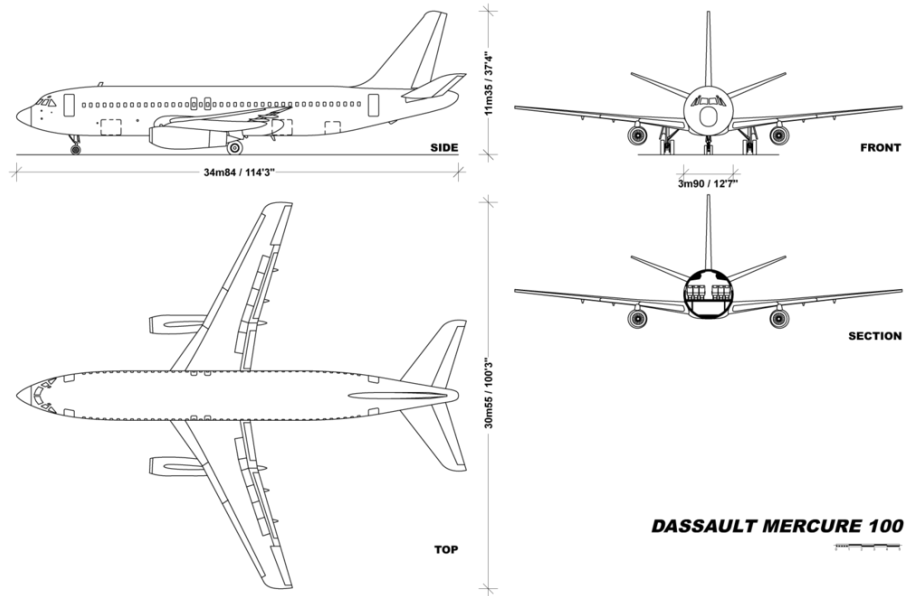 11m35 / 37'4"
SIDE
FRONT
34m84 / 114'3"
3m90 / 12'7"
SECTION
30m55 / 100'3"
DASSAULT MERCURE 100
TOP